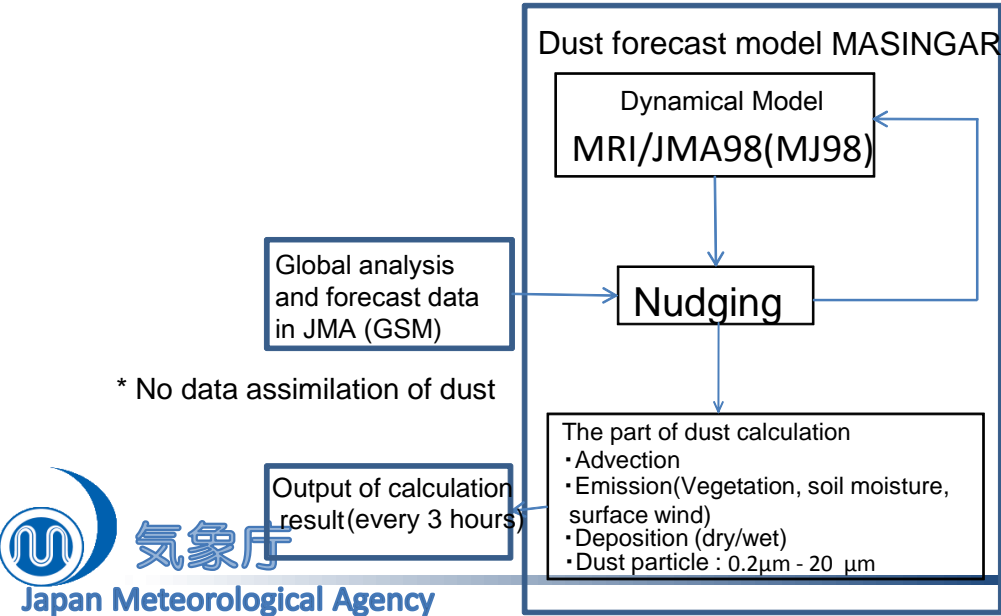 Dust forecast model MASINGAR
Dynamical Model
MRI/JMA98(MJ98)
Global analysis
and forecast data
in JMA (GSM)
Nudging
* No data assimilation of dust
The part of dust calculation
・Advection
・Emission(Vegetation, soil moisture,
surface wind)
・Deposition (dry/wet)
・Dust particle : 0.2μm - 20 μm
Output of calculation
result(every 3 hours)
気象庁
Japan Meteorological Agency